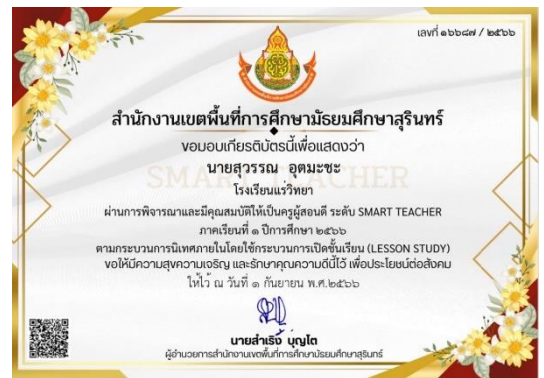 เลขที่ ๑๖๖๘๗ / ๒๕๖๖
สำนักงานเขตพื้นที่การศึกษามัธยมศึกษาสุรินทร์
ขอมอบเกียรติบัตรนี้เพื่อแสดงว่า
นายสุวรรณ อุตมะชะ
SMART TEACHER
โรงเรียนแร่วิทยา
ผ่านการพิจารณาและมีคุณสมบัติให้เป็นครูผู้สอนดี ระดับ SMART TEACHER
ภาคเรียนที่ ๑ ปีการศึกษา ๒๕๖๖
ตามกระบวนการนิเทศภายในโดยใช้กระบวนการเปิดชั้นเรียน (LESSON STUDY)
ขอให้มีความสุขความเจริญ และรักษาคุณความดีนี้ไว้ เพื่อประโยชน์ต่อสังคม
ให้ไว้ ณ วันที่ ๑ กันยายน พ.ศ.๒๕๖๖
นายสำเริง บุญโต
ผู้อำนวยการสำนักงานเขตพื้นที่การศึกษามัธยมศึกษาสุรินทร์